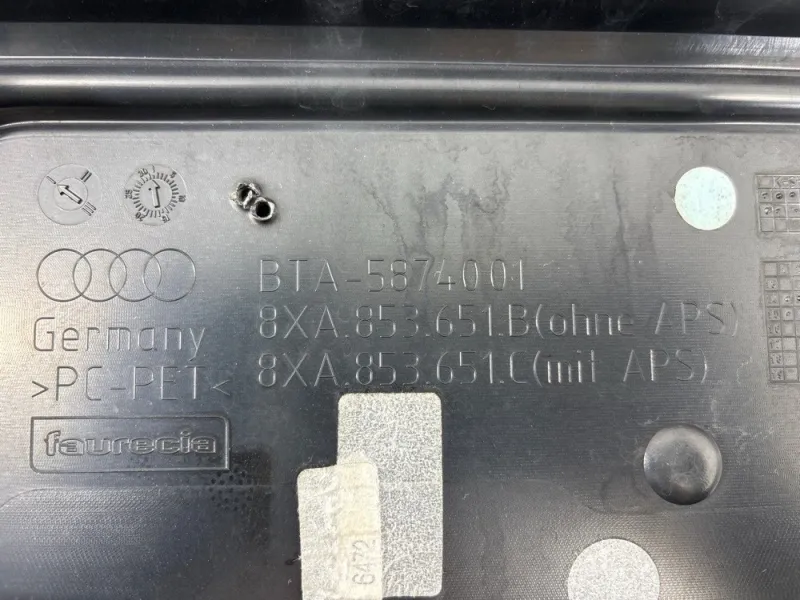 BTA-5874001
8XA.853.651.B(ohne APS)
8XA.853.651.C(mit APS)
Germany
>PC-PET<
faurecia
6472